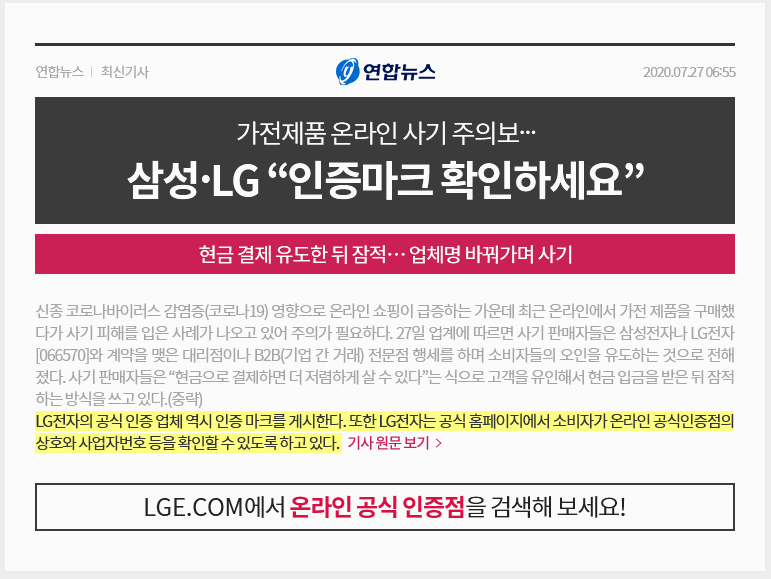 연합뉴스 | 최신기사
연합뉴스
2020.07.27 06:55
가전제품 온라인 사기 주의보…
삼성·LG “인증마크 확인하세요”
현금 결제 유도한 뒤 잠적… 업체명 바꿔가며 사기
신종 코로나바이러스 감염증(코로나19) 영향으로 온라인 쇼핑이 급증하는 가운데 최근 온라인에서 가전 제품을 구매했
다가 사기 피해를 입은 사례가 나오고 있어 주의가 필요하다. 27일 업계에 따르면 사기 판매자들은 삼성전자나 LG전자
[066570]와 계약을 맺은 대리점이나 B2B(기업 간 거래) 전문점 행세를 하며 소비자들의 오인을 유도하는 것으로 전해
졌다. 사기 판매자들은 “현금으로 결제하면 더 저렴하게 살 수 있다”는 식으로 고객을 유인해서 현금 입금을 받은 뒤 잠적
하는 방식을 쓰고 있다.(중략)
LG전자의 공식 인증 업체 역시 인증 마크를 게시한다. 또한 LG전자는 공식 홈페이지에서 소비자가 온라인 공식인증점의
상호와 사업자번호 등을 확인할 수 있도록 하고 있다. 기사 원문 보기 >
LGE.COM에서 온라인 공식 인증점을 검색해 보세요!